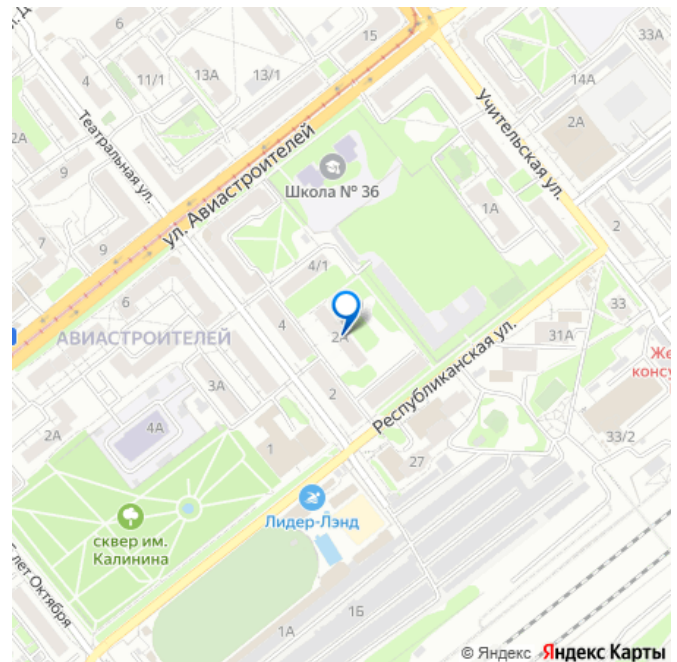 6
15
33А
4
11/1
13А
13/1
14А
2А
2А
Театральная ул.
ул. Авиастроителей
Учительская ул.
9
Школа № 36
1А
2
7
9
4/1
6
33
АВИАСТРОИТЕЛЕЙ
4
2А
31А
Же
консу
3А
2
Республиканская ул.
2А
4А
1
27
33/2
Лидер-Лэнд
сквер им.
Калинина
лет Октября
1Б
1А
© Яндекс Яндекс Карты